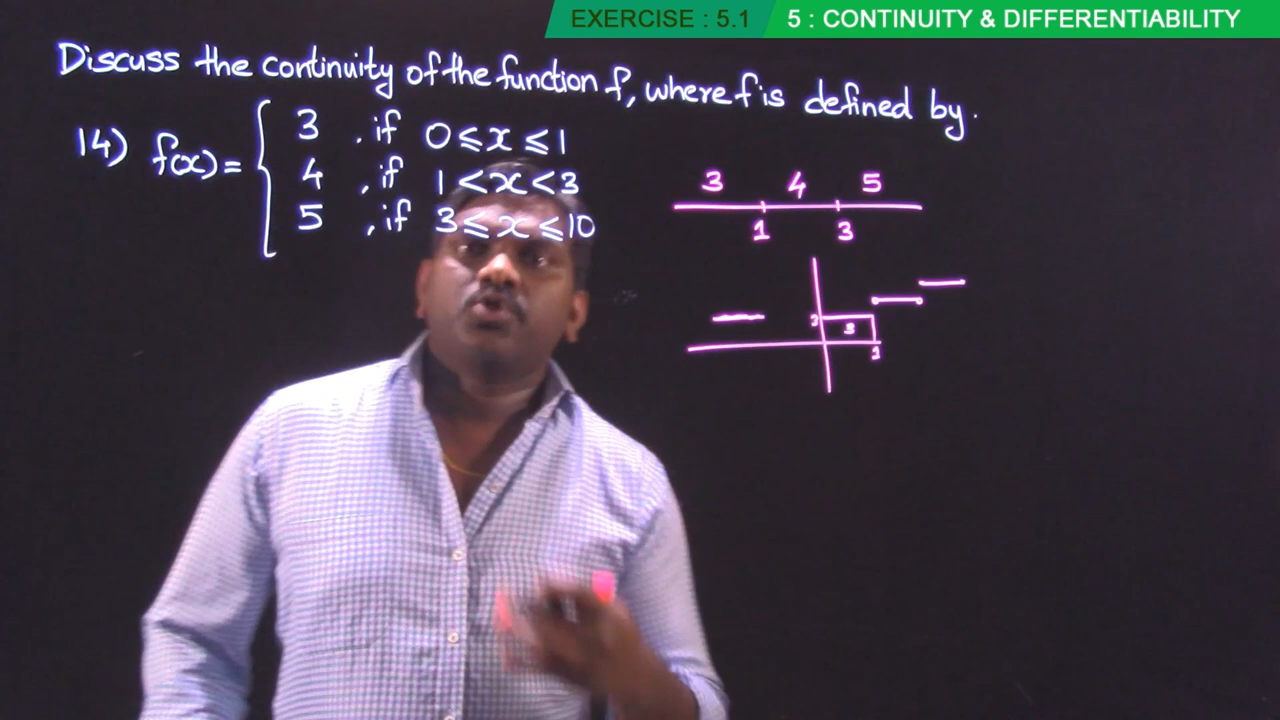 EXERCISE : 5.1 5 : CONTINUITY & DIFFERENTIABILITY
Discuss the continuity of the function f, where f is defined by.
14) f(x) = { 3 , if 0 ≤ x ≤ 1
4 , if 1 < x < 3
5 , if 3 ≤ x ≤ 10
3 4 5
1 3
3 3
1